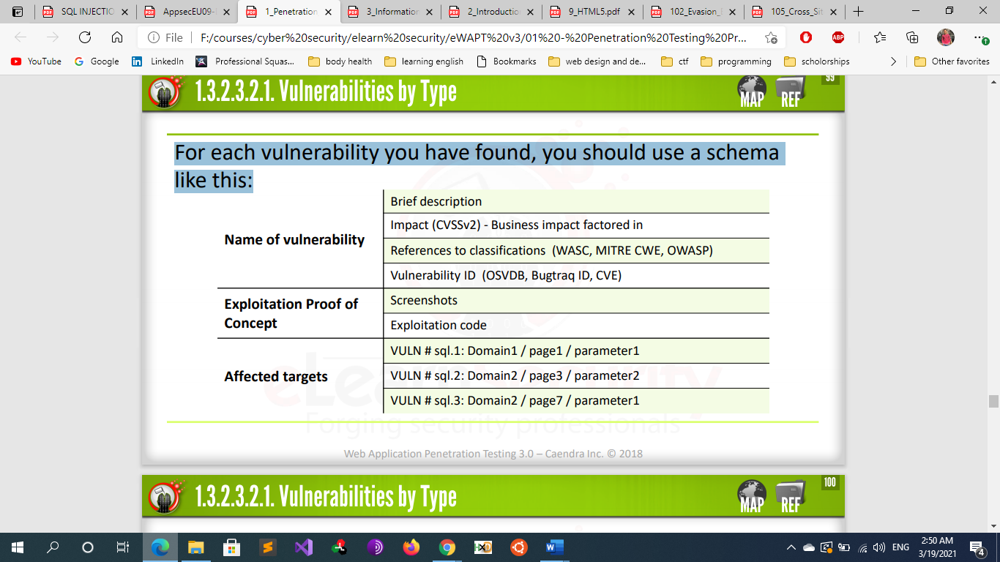 SQL INJECTIO
AppsecEU09-
1_Penetration
3_Information
2_Introductio
9_HTML5.pdf
102_Evasion_
105_Cross_Sit
File
F:/courses/cyber%20security/elearn%20security/eWAPT%20v3/01%20-%20Penetration%20Testing%20Pr...
ABP
YouTube
Google
LinkedIn
Professional Squas...
body health
learning english
Bookmarks
web design and de...
ctf
programming
scholorships
Other favorites
1.3.2.3.2.1. Vulnerabilities by Type
MAP
REF
99
For each vulnerability you have found, you should use a schema
like this:
Name of vulnerability
Brief description
Impact (CVSSv2) - Business impact factored in
References to classifications (WASC, MITRE CWE, OWASP)
Vulnerability ID (OSVDB, Bugtraq ID, CVE)
Exploitation Proof of
Concept
Screenshots
Exploitation code
Affected targets
VULN # sql.1: Domain1 / page1 / parameter1
VULN # sql.2: Domain2 / page3 / parameter2
VULN # sql.3: Domain2 / page7 / parameter1
eLearnSecurity
Forging security professionals
Web Application Penetration Testing 3.0 – Caendra Inc. © 2018
1.3.2.3.2.1. Vulnerabilities by Type
MAP
REF
100
ENG
2:50 AM
3/19/2021
4